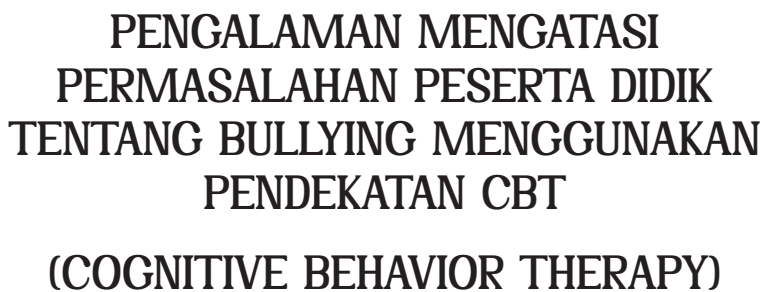 PENGALAMAN MENGATASI
PERMASALAHAN PESERTA DIDIK
TENTANG BULLYING MENGGUNAKAN
PENDEKATAN CBT
(COGNITIVE BEHAVIOR THERAPY)